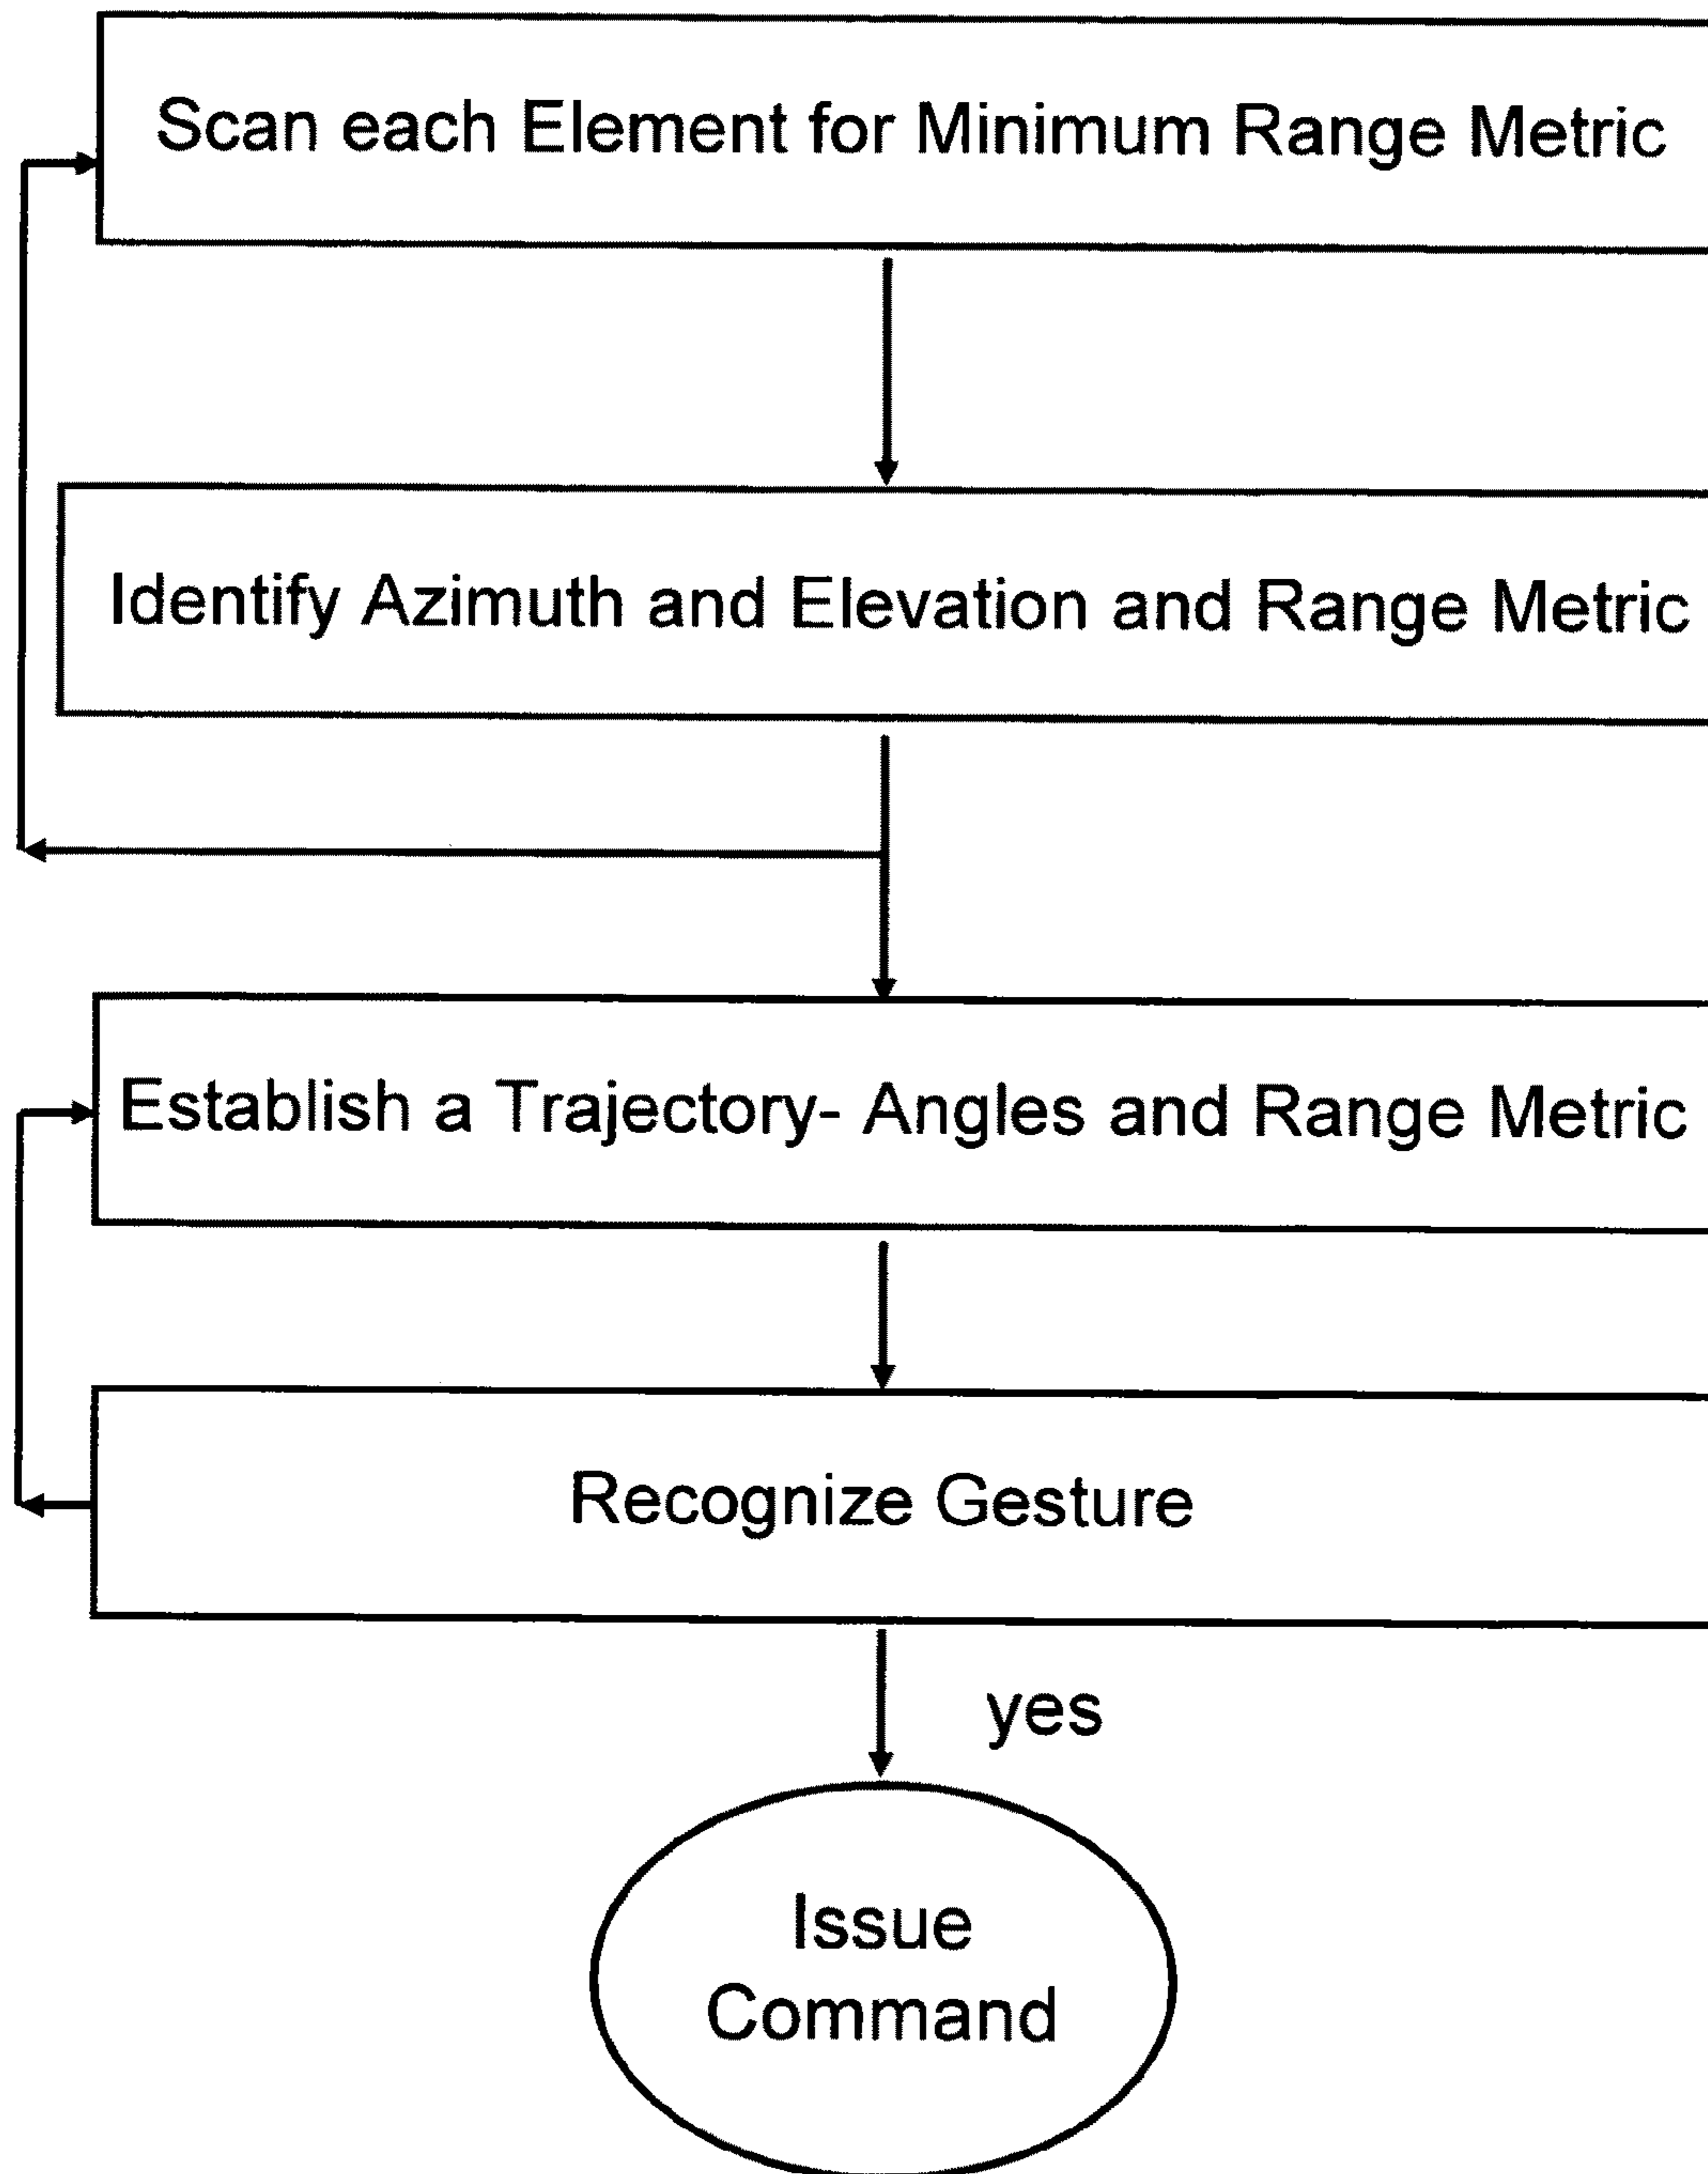 Scan each Element for Minimum Range Metric
Identify Azimuth and Elevation and Range Metric
Establish a Trajectory- Angles and Range Metric
Recognize Gesture
yes
Issue
Command